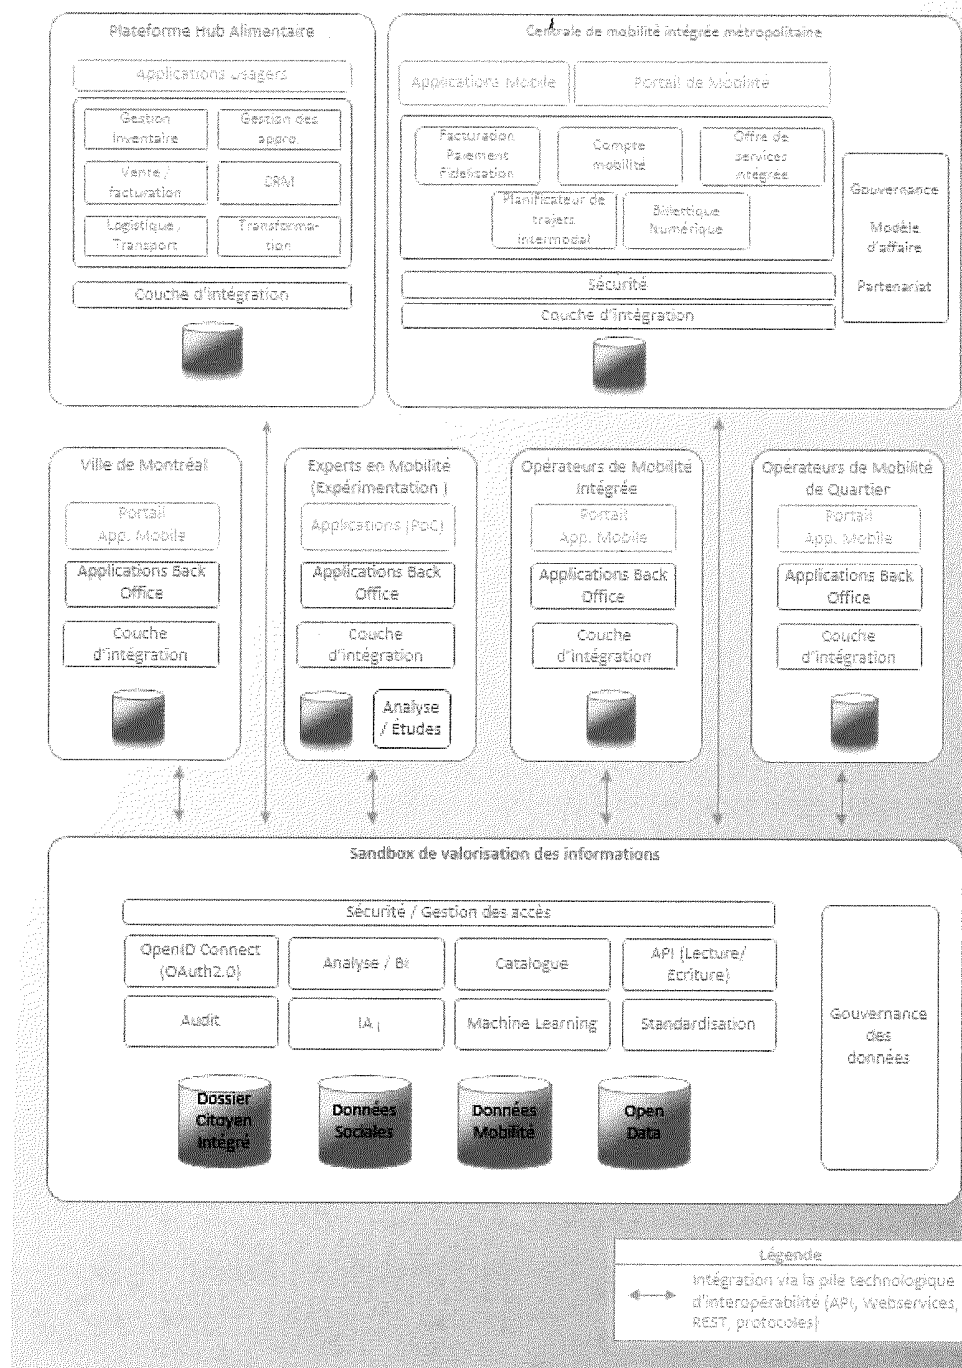 Plateforme Hub Alimentaire
Applications Usagers
Gestion
Inventaire
Gestion des
appro.
Vente /
facturation
CRM
Logistique,
Transport
Transforma-
tion
Couche d'intégration
Centrale de mobilité intégrée métropolitaine
Applications Mobile
Portail de Mobilité
Facturation
Paiement
Fidélisation
Compte
mobilité
Offre de
services
intégrée
Planificateur de
trajets
intermodal
Billettique
Numérique
Sécurité
Couche d'intégration
Gouvernance
Modèle
d'affaire
Partenariat
Ville de Montréal
Portail
App. Mobile
Applications Back
Office
Couche
d'intégration
Experts en Mobilité
(Expérimentation )
Applications (PoC)
Applications Back
Office
Couche
d'intégration
Analyse
/ Études
Opérateurs de Mobilité
Intégrée
Portail
App. Mobile
Applications Back
Office
Couche
d'intégration
Opérateurs de Mobilité
de Quartier
Portail
App. Mobile
Applications Back
Office
Couche
d'intégration
Sandbox de valorisation des informations
Sécurité / Gestion des accès
OpenID Connect
(OAuth2.0)
Analyse / BI
Catalogue
API (Lecture/
Ecriture)
Audit
IA
Machine Learning
Standardisation
Gouvernance
des
données
Dossier
Citoyen
Intégré
Données
Sociales
Données
Mobilité
Open
Data
Légende
Intégration via la pile technologique
d'interopérabilité (API, Webservices,
REST, protocoles)